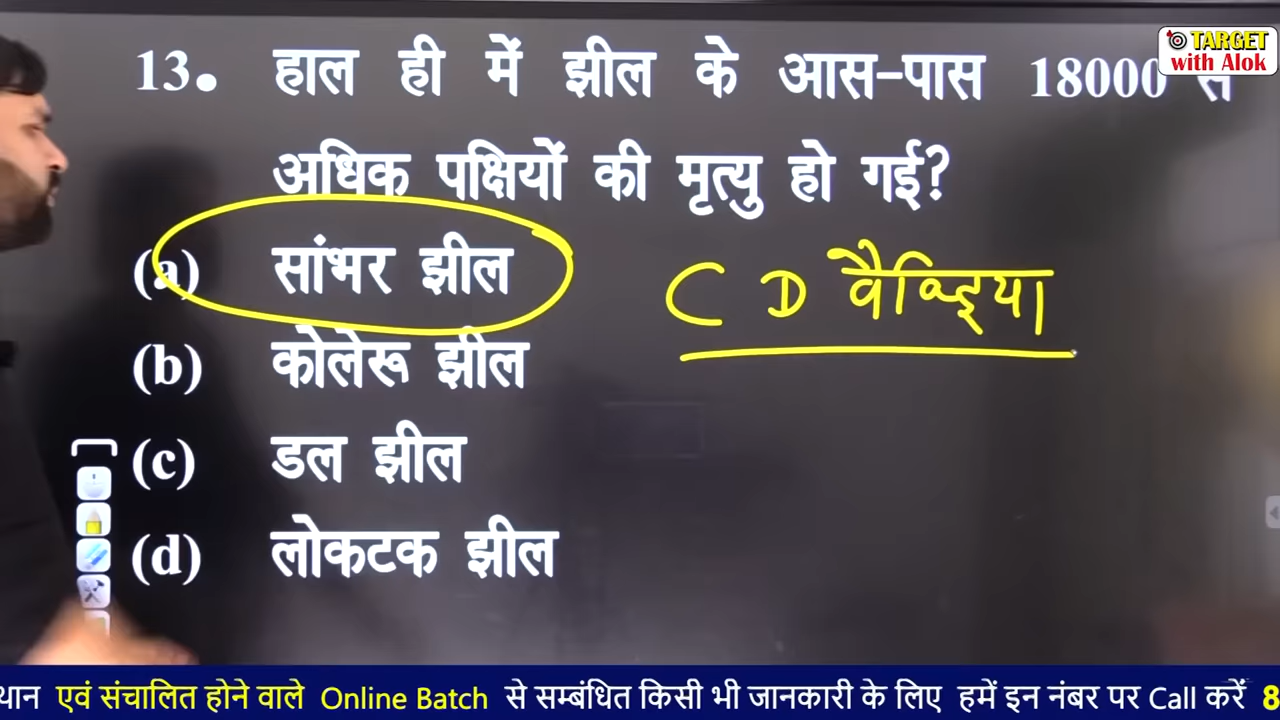 TARGET
with Alok
13. हाल ही में झील के आस-पास 18000 से
अधिक पक्षियों की मृत्यु हो गई?
(a) सांभर झील
C D
(b) कोलेरू झील
(c) डल झील
(d) लोकटक झील
एवं संचालित होने वाले Online Batch से सम्बंधित किसी भी जानकारी के लिए हमें इन नंबर पर Call करें 8